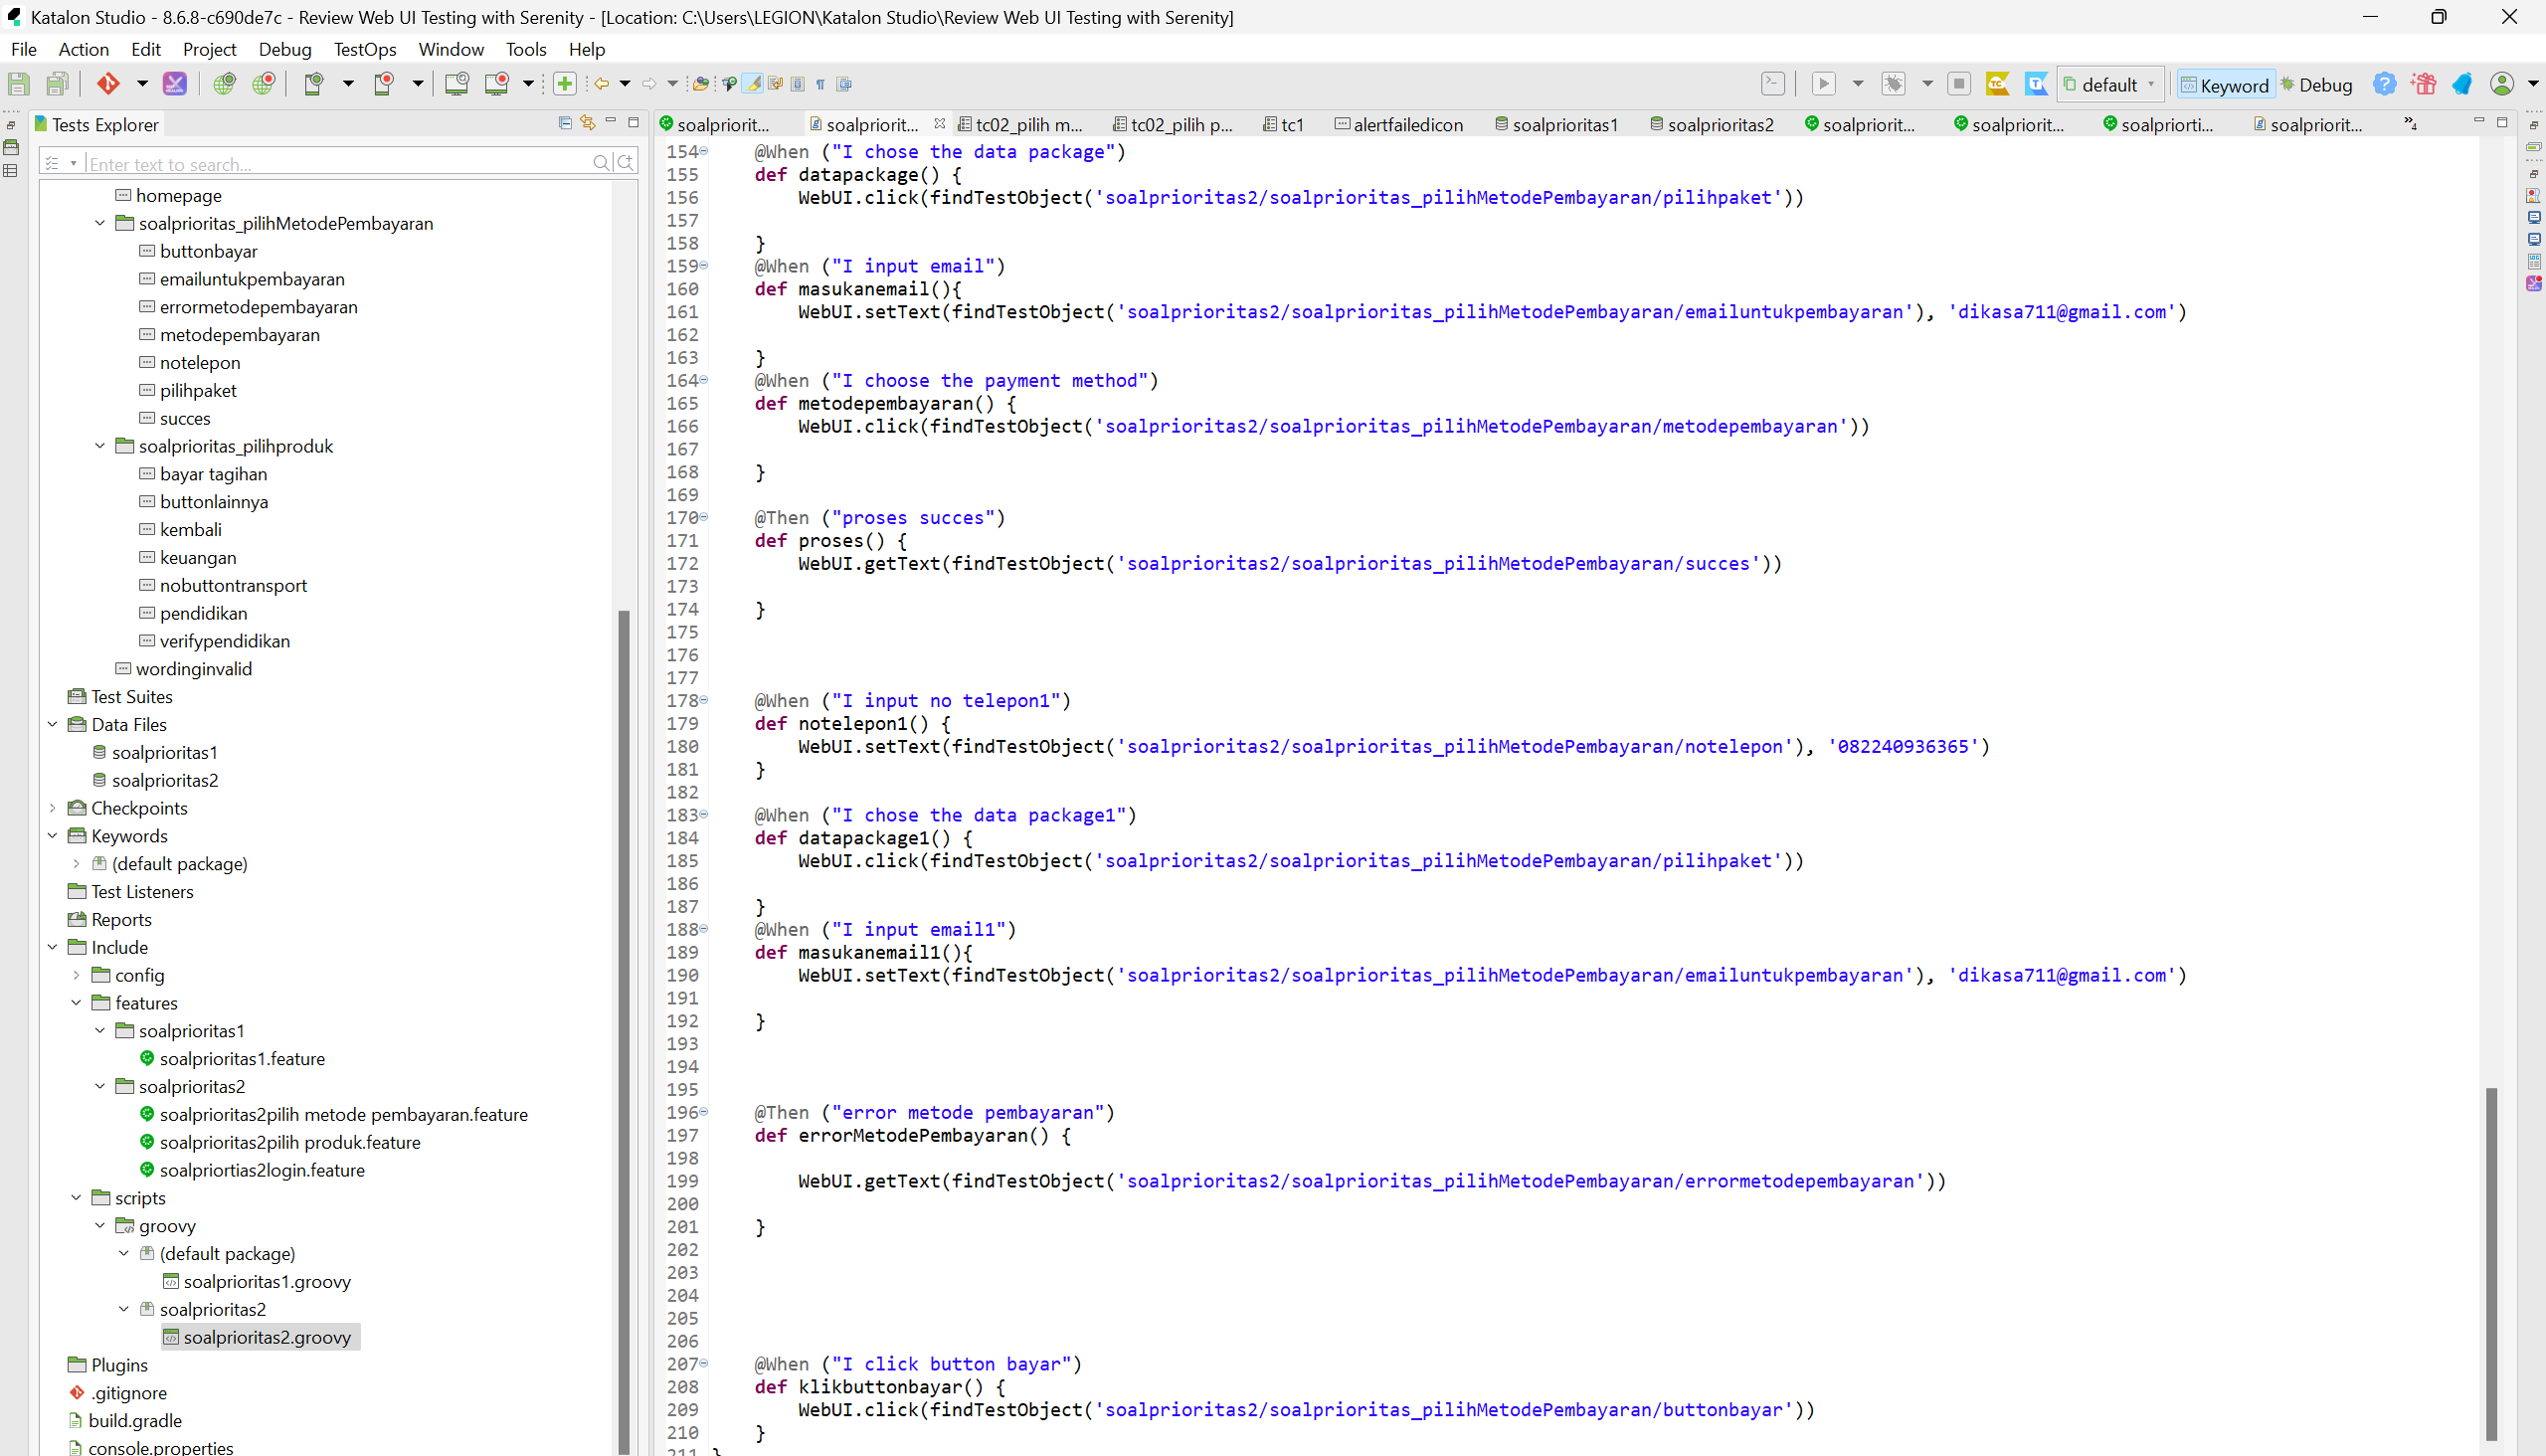 Katalon Studio - 8.6.8-c690de7c - Review Web UI Testing with Serenity - [Location: C:\Users\LEGION\Katalon Studio\Review Web UI Testing with Serenity]
File Action Edit Project Debug TestOps Window Tools Help
default Keyword Debug
Tests Explorer
Enter text to search...
homepage
soalprioritas_pilihMetodePembayaran
buttonbayar
emailuntukpembayaran
errormetodepembayaran
metodepembayaran
notelepon
pilihpaket
succes
soalprioritas_pilihproduk
bayar tagihan
buttonlainnya
kembali
keuangan
nobuttontransport
pendidikan
verifypendidikan
wordinginvalid
Test Suites
Data Files
soalprioritas1
soalprioritas2
Checkpoints
Keywords
(default package)
Test Listeners
Reports
Include
config
features
soalprioritas1
soalprioritas1.feature
soalprioritas2
soalprioritas2pilih metode pembayaran.feature
soalprioritas2pilih produk.feature
soalpriortias2login.feature
scripts
groovy
(default package)
soalprioritas1.groovy
soalprioritas2
soalprioritas2.groovy
Plugins
.gitignore
build.gradle
console.properties
soalpriorit... soalpriorit... tc02_pilih m... tc02_pilih p... tc1 alertfailedicon soalprioritas1 soalprioritas2 soalpriorit... soalpriorit... soalpriorti... soalpriorit... »4
154 @When ("I chose the data package")
155 def datapackage() {
156 WebUI.click(findTestObject('soalprioritas2/soalprioritas_pilihMetodePembayaran/pilihpaket'))
157
158 }
159 @When ("I input email")
160 def masukanemail(){
161 WebUI.setText(findTestObject('soalprioritas2/soalprioritas_pilihMetodePembayaran/emailuntukpembayaran'), 'dikasa711@gmail.com')
162
163 }
164 @When ("I choose the payment method")
165 def metodepembayaran() {
166 WebUI.click(findTestObject('soalprioritas2/soalprioritas_pilihMetodePembayaran/metodepembayaran'))
167
168 }
169
170 @Then ("proses succes")
171 def proses() {
172 WebUI.getText(findTestObject('soalprioritas2/soalprioritas_pilihMetodePembayaran/succes'))
173
174 }
175
176
177
178 @When ("I input no telepon1")
179 def notelepon1() {
180 WebUI.setText(findTestObject('soalprioritas2/soalprioritas_pilihMetodePembayaran/notelepon'), '082240936365')
181 }
182
183 @When ("I chose the data package1")
184 def datapackage1() {
185 WebUI.click(findTestObject('soalprioritas2/soalprioritas_pilihMetodePembayaran/pilihpaket'))
186
187 }
188 @When ("I input email1")
189 def masukanemail1(){
190 WebUI.setText(findTestObject('soalprioritas2/soalprioritas_pilihMetodePembayaran/emailuntukpembayaran'), 'dikasa711@gmail.com')
191
192 }
193
194
195
196 @Then ("error metode pembayaran")
197 def errorMetodePembayaran() {
198
199 WebUI.getText(findTestObject('soalprioritas2/soalprioritas_pilihMetodePembayaran/errormetodepembayaran'))
200
201 }
202
203
204
205
206
207 @When ("I click button bayar")
208 def klikbuttonbayar() {
209 WebUI.click(findTestObject('soalprioritas2/soalprioritas_pilihMetodePembayaran/buttonbayar'))
210 }
211 }